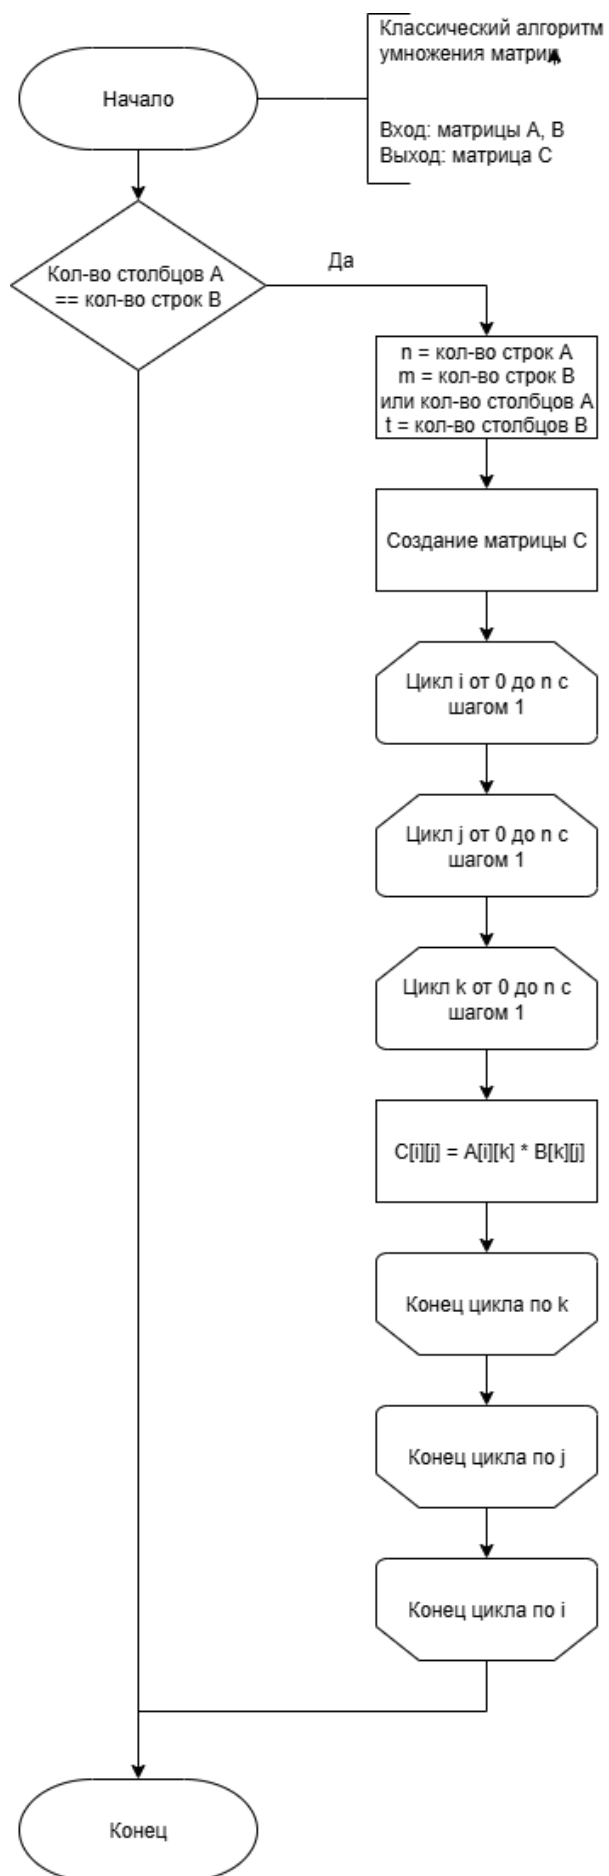 Классический алгоритм
умножения матриц
Начало
Вход: матрицы A, B
Выход: матрица C
Да
Кол-во столбцов A
== кол-во строк B
n = кол-во строк A
m = кол-во строк B
или кол-во столбцов A
t = кол-во столбцов B
Создание матрицы C
Цикл i от 0 до n с
шагом 1
Цикл j от 0 до n с
шагом 1
Цикл k от 0 до n с
шагом 1
C[i][j] = A[i][k] * B[k][j]
Конец цикла по k
Конец цикла по j
Конец цикла по i
Конец